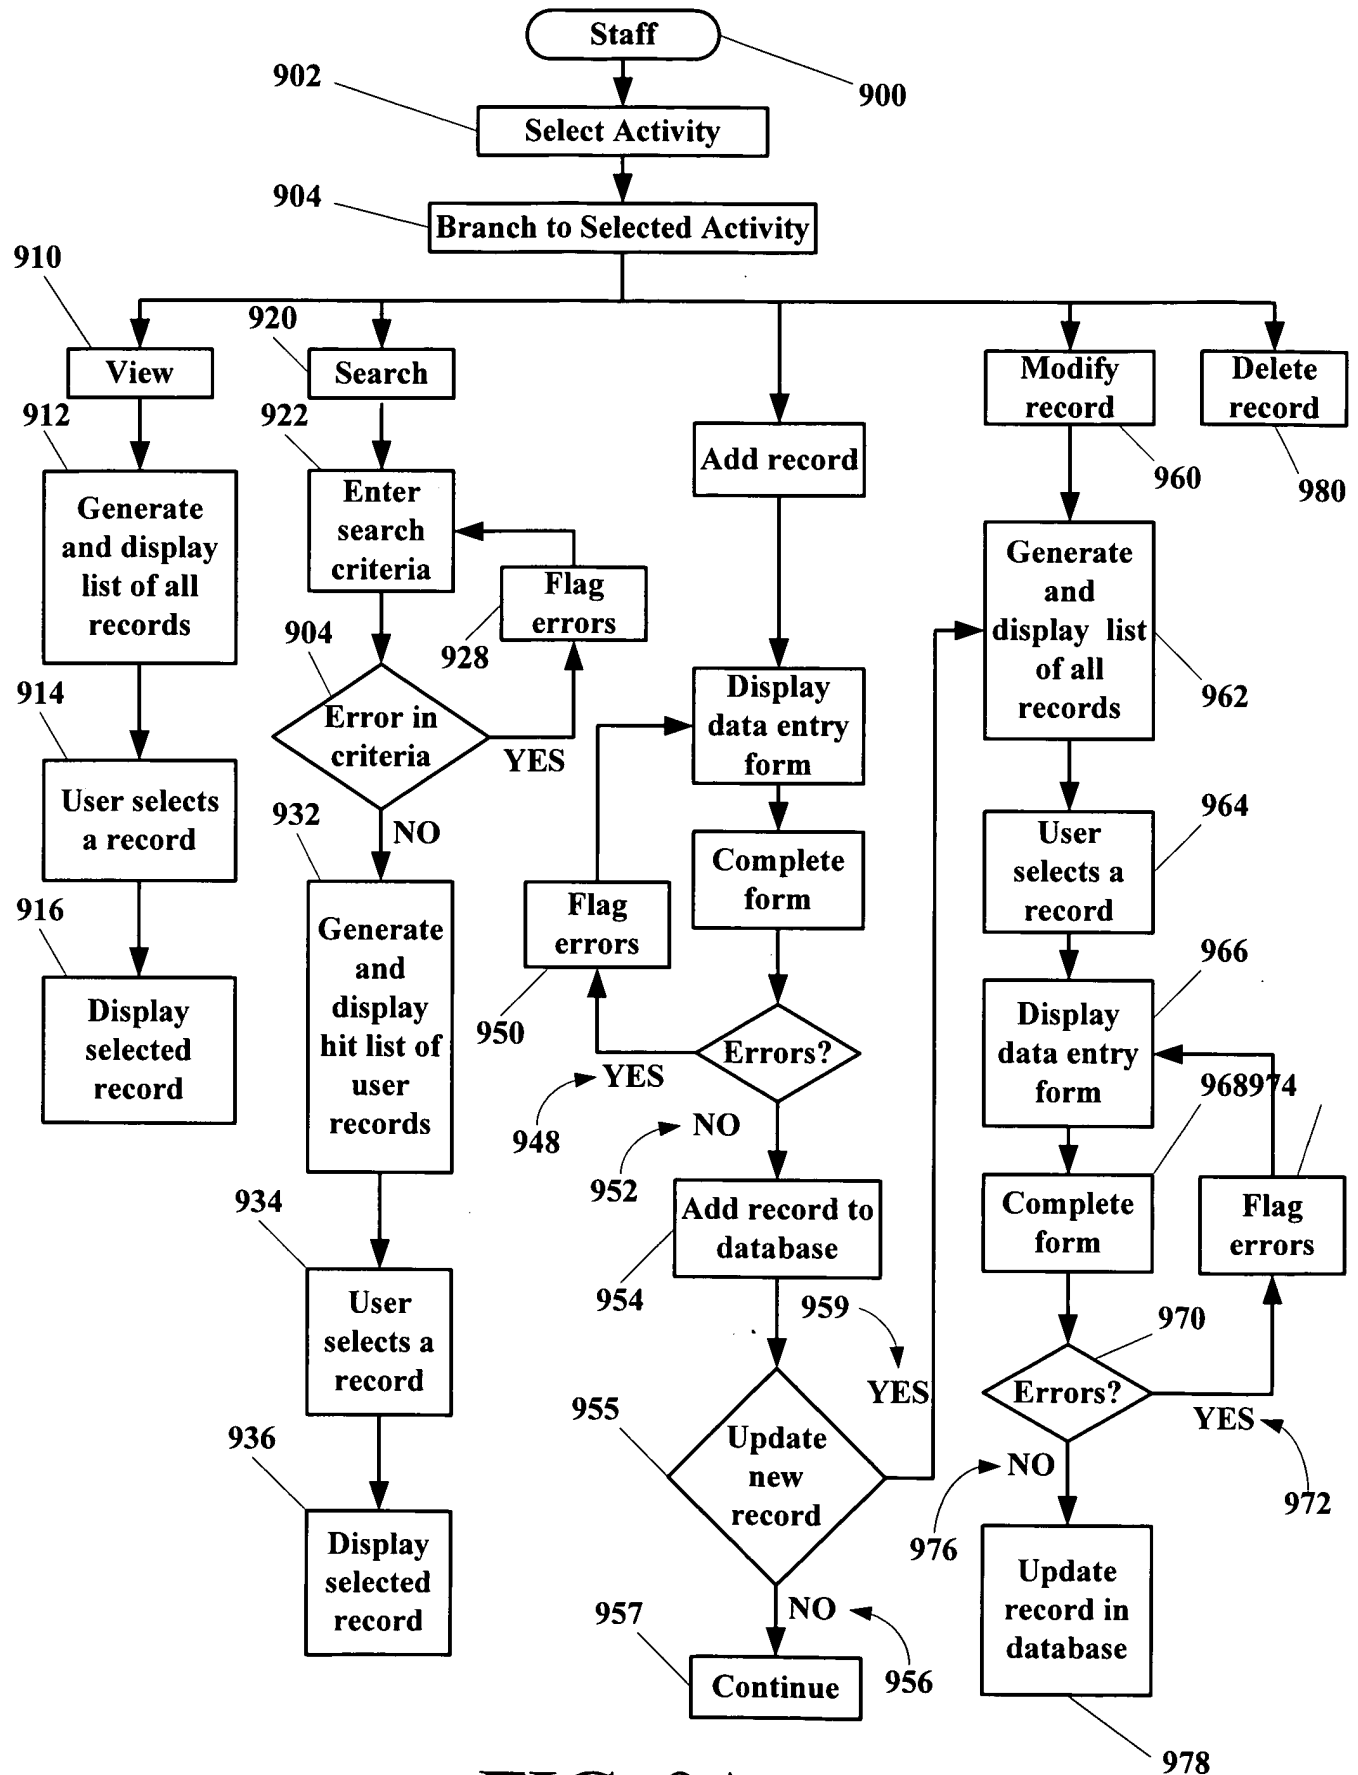 Staff
900
902
Select Activity
904
Branch to Selected Activity
910
View
912
Generate
and display
list of all
records
914
User selects
a record
916
Display
selected
record
920
Search
922
Enter
search
criteria
Flag
errors
928
904
Error in
criteria
YES
NO
932
Generate
and
display
hit list of
user
records
934
User
selects a
record
936
Display
selected
record
Add record
Display
data entry
form
Complete
form
Flag
errors
950
Errors?
YES
948
NO
952
Add record to
database
954
959
YES
955
Update
new
record
NO
956
957
Continue
Modify
record
960
Generate
and
display list
of all
records
962
User
selects a
record
964
Display
data entry
form
966
968974
Complete
form
Flag
errors
970
Errors?
YES
972
NO
976
Update
record in
database
978
Delete
record
980